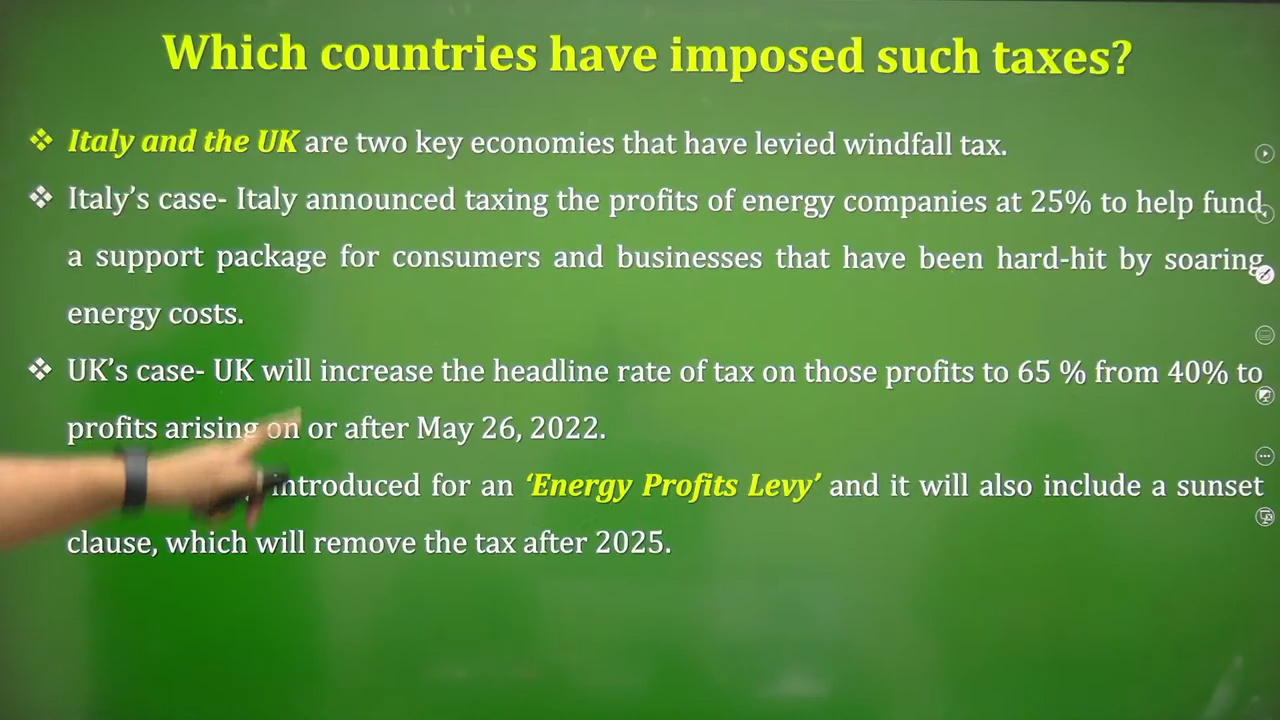 Which countries have imposed such taxes?
❖ Italy and the UK are two key economies that have levied windfall tax.
❖ Italy’s case- Italy announced taxing the profits of energy companies at 25% to help fund
a support package for consumers and businesses that have been hard-hit by soaring
energy costs.
❖ UK’s case- UK will increase the headline rate of tax on those profits to 65 % from 40% to
profits arising on or after May 26, 2022.
introduced for an ‘Energy Profits Levy’ and it will also include a sunset
clause, which will remove the tax after 2025.